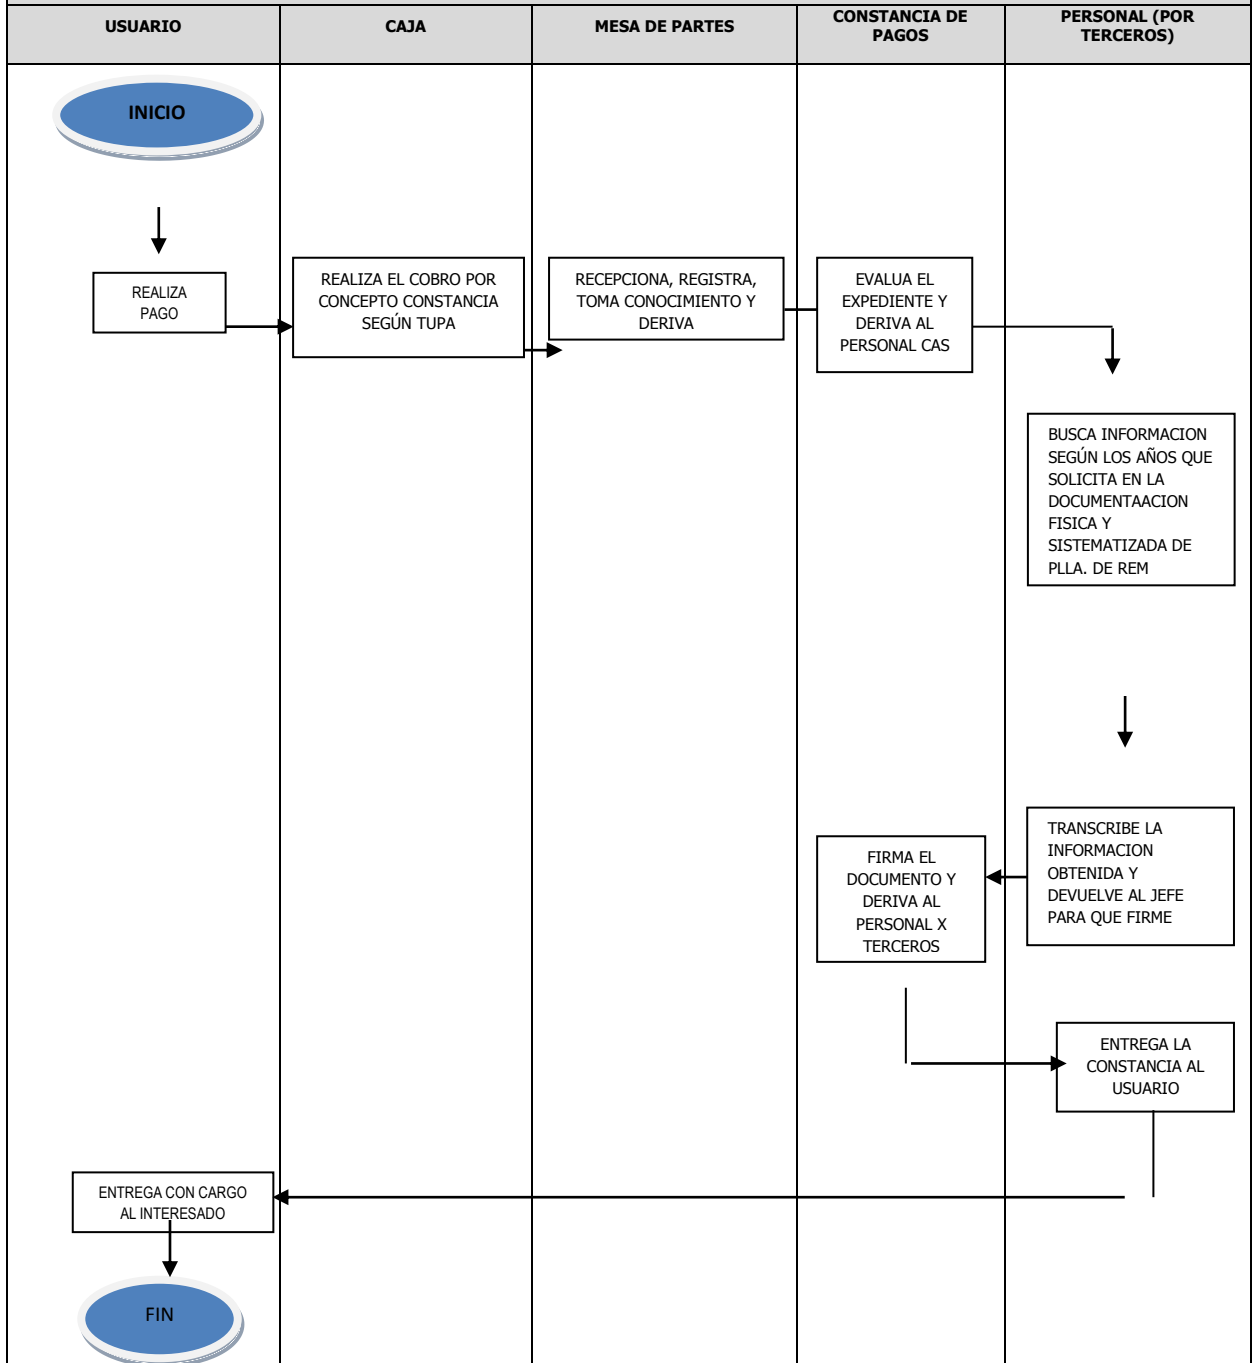 USUARIO
CAJA
MESA DE PARTES
CONSTANCIA DE
PAGOS
PERSONAL (POR
TERCEROS)
INICIO
REALIZA
PAGO
REALIZA EL COBRO POR
CONCEPTO CONSTANCIA
SEGÚN TUPA
RECEPCIONA, REGISTRA,
TOMA CONOCIMIENTO Y
DERIVA
EVALUA EL
EXPEDIENTE Y
DERIVA AL
PERSONAL CAS
BUSCA INFORMACION
SEGÚN LOS AÑOS QUE
SOLICITA EN LA
DOCUMENTAACION
FISICA Y
SISTEMATIZADA DE
PLLA. DE REM
TRANSCRIBE LA
INFORMACION
OBTENIDA Y
DEVUELVE AL JEFE
PARA QUE FIRME
FIRMA EL
DOCUMENTO Y
DERIVA AL
PERSONAL X
TERCEROS
ENTREGA LA
CONSTANCIA AL
USUARIO
ENTREGA CON CARGO
AL INTERESADO
FIN